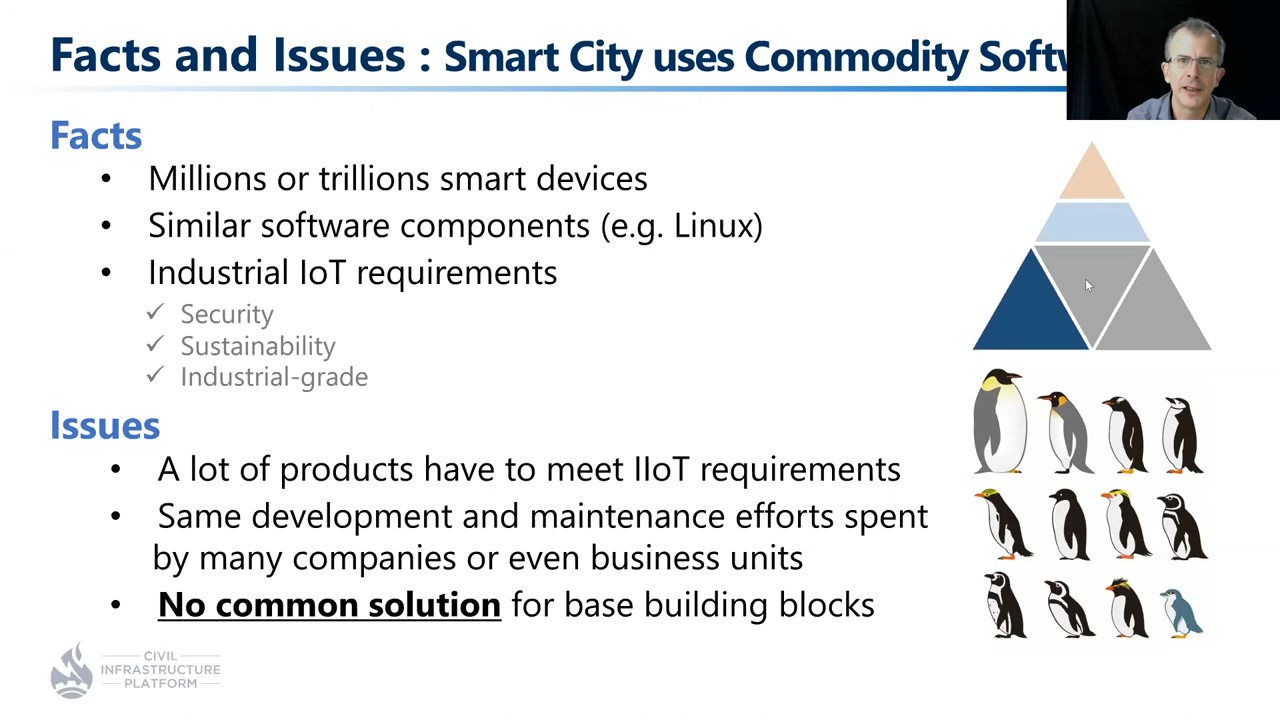 Facts and Issues : Smart City uses Commodity Softw
Facts
• Millions or trillions smart devices
• Similar software components (e.g. Linux)
• Industrial IoT requirements
✓ Security
✓ Sustainability
✓ Industrial-grade
Issues
• A lot of products have to meet IIoT requirements
• Same development and maintenance efforts spent
by many companies or even business units
• No common solution for base building blocks
CIVIL
INFRASTRUCTURE
PLATFORM